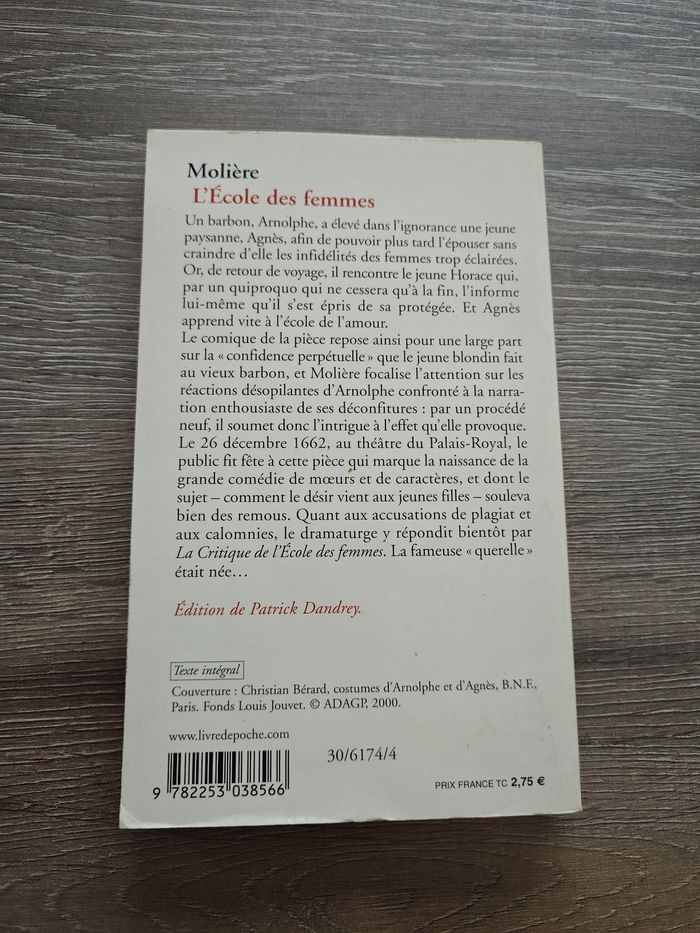 Molière
L'École des femmes
Un barbon, Arnolphe, a élevé dans l'ignorance une jeune
paysanne, Agnès, afin de pouvoir plus tard l'épouser sans
craindre d'elle les infidélités des femmes trop éclairées.
Or, de retour de voyage, il rencontre le jeune Horace qui,
par un quiproquo qui ne cessera qu'à la fin, l'informe
lui-même qu'il s'est épris de sa protégée. Et Agnès
apprend vite à l'école de l'amour.
Le comique de la pièce repose ainsi pour une large part
sur la « confidence perpétuelle » que le jeune blondin fait
au vieux barbon, et Molière focalise l'attention sur les
réactions désopilantes d'Arnolphe confronté à la narra-
tion enthousiaste de ses déconfitures : par un procédé
neuf, il soumet donc l'intrigue à l'effet qu'elle provoque.
Le 26 décembre 1662, au théâtre du Palais-Royal, le
public fit fête à cette pièce qui marque la naissance de la
grande comédie de mœurs et de caractères, et dont le
sujet – comment le désir vient aux jeunes filles – souleva
bien des remous. Quant aux accusations de plagiat et
aux calomnies, le dramaturge y répondit bientôt par
La Critique de l'École des femmes. La fameuse « querelle »
était née…
Édition de Patrick Dandrey.
Texte intégral
Couverture : Christian Bérard, costumes d'Arnolphe et d'Agnès, B.N.F.,
Paris. Fonds Louis Jouvet. © ADAGP, 2000.
www.livredepoche.com
30/6174/4
9 782253 038566
PRIX FRANCE TC 2,75 €